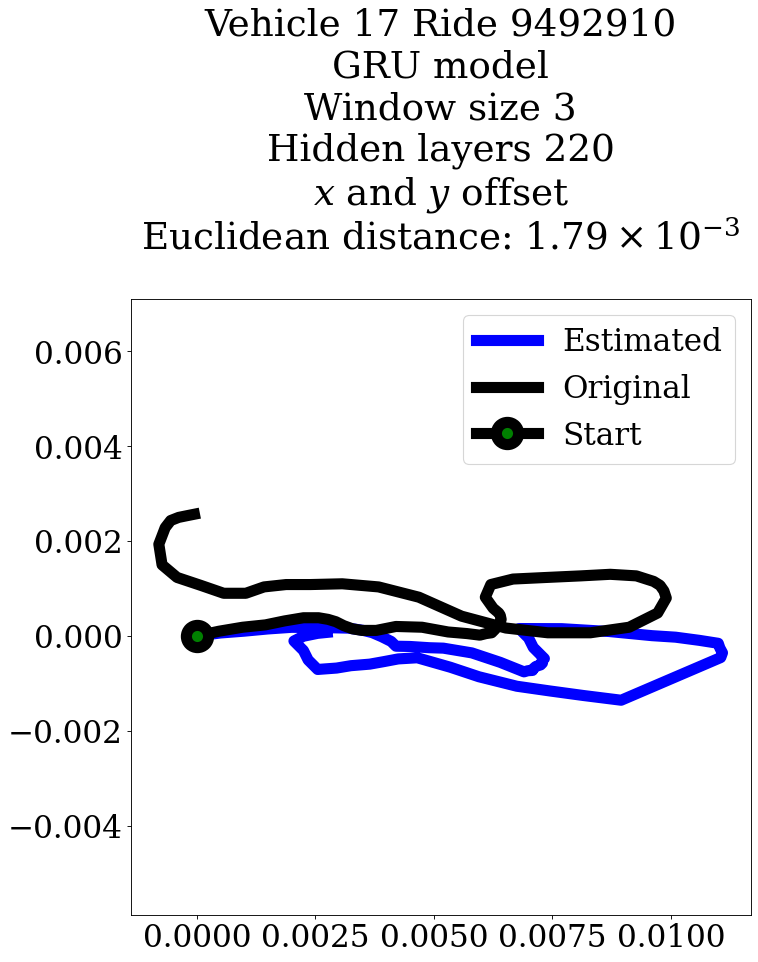 Vehicle 17 Ride 9492910
GRU model
Window size 3
Hidden layers 220
x and y offset
Euclidean distance: 1.79 × 10⁻³
Estimated
Original
Start
0.006
0.004
0.002
0.000
−0.002
−0.004
0.0000 0.0025 0.0050 0.0075 0.0100